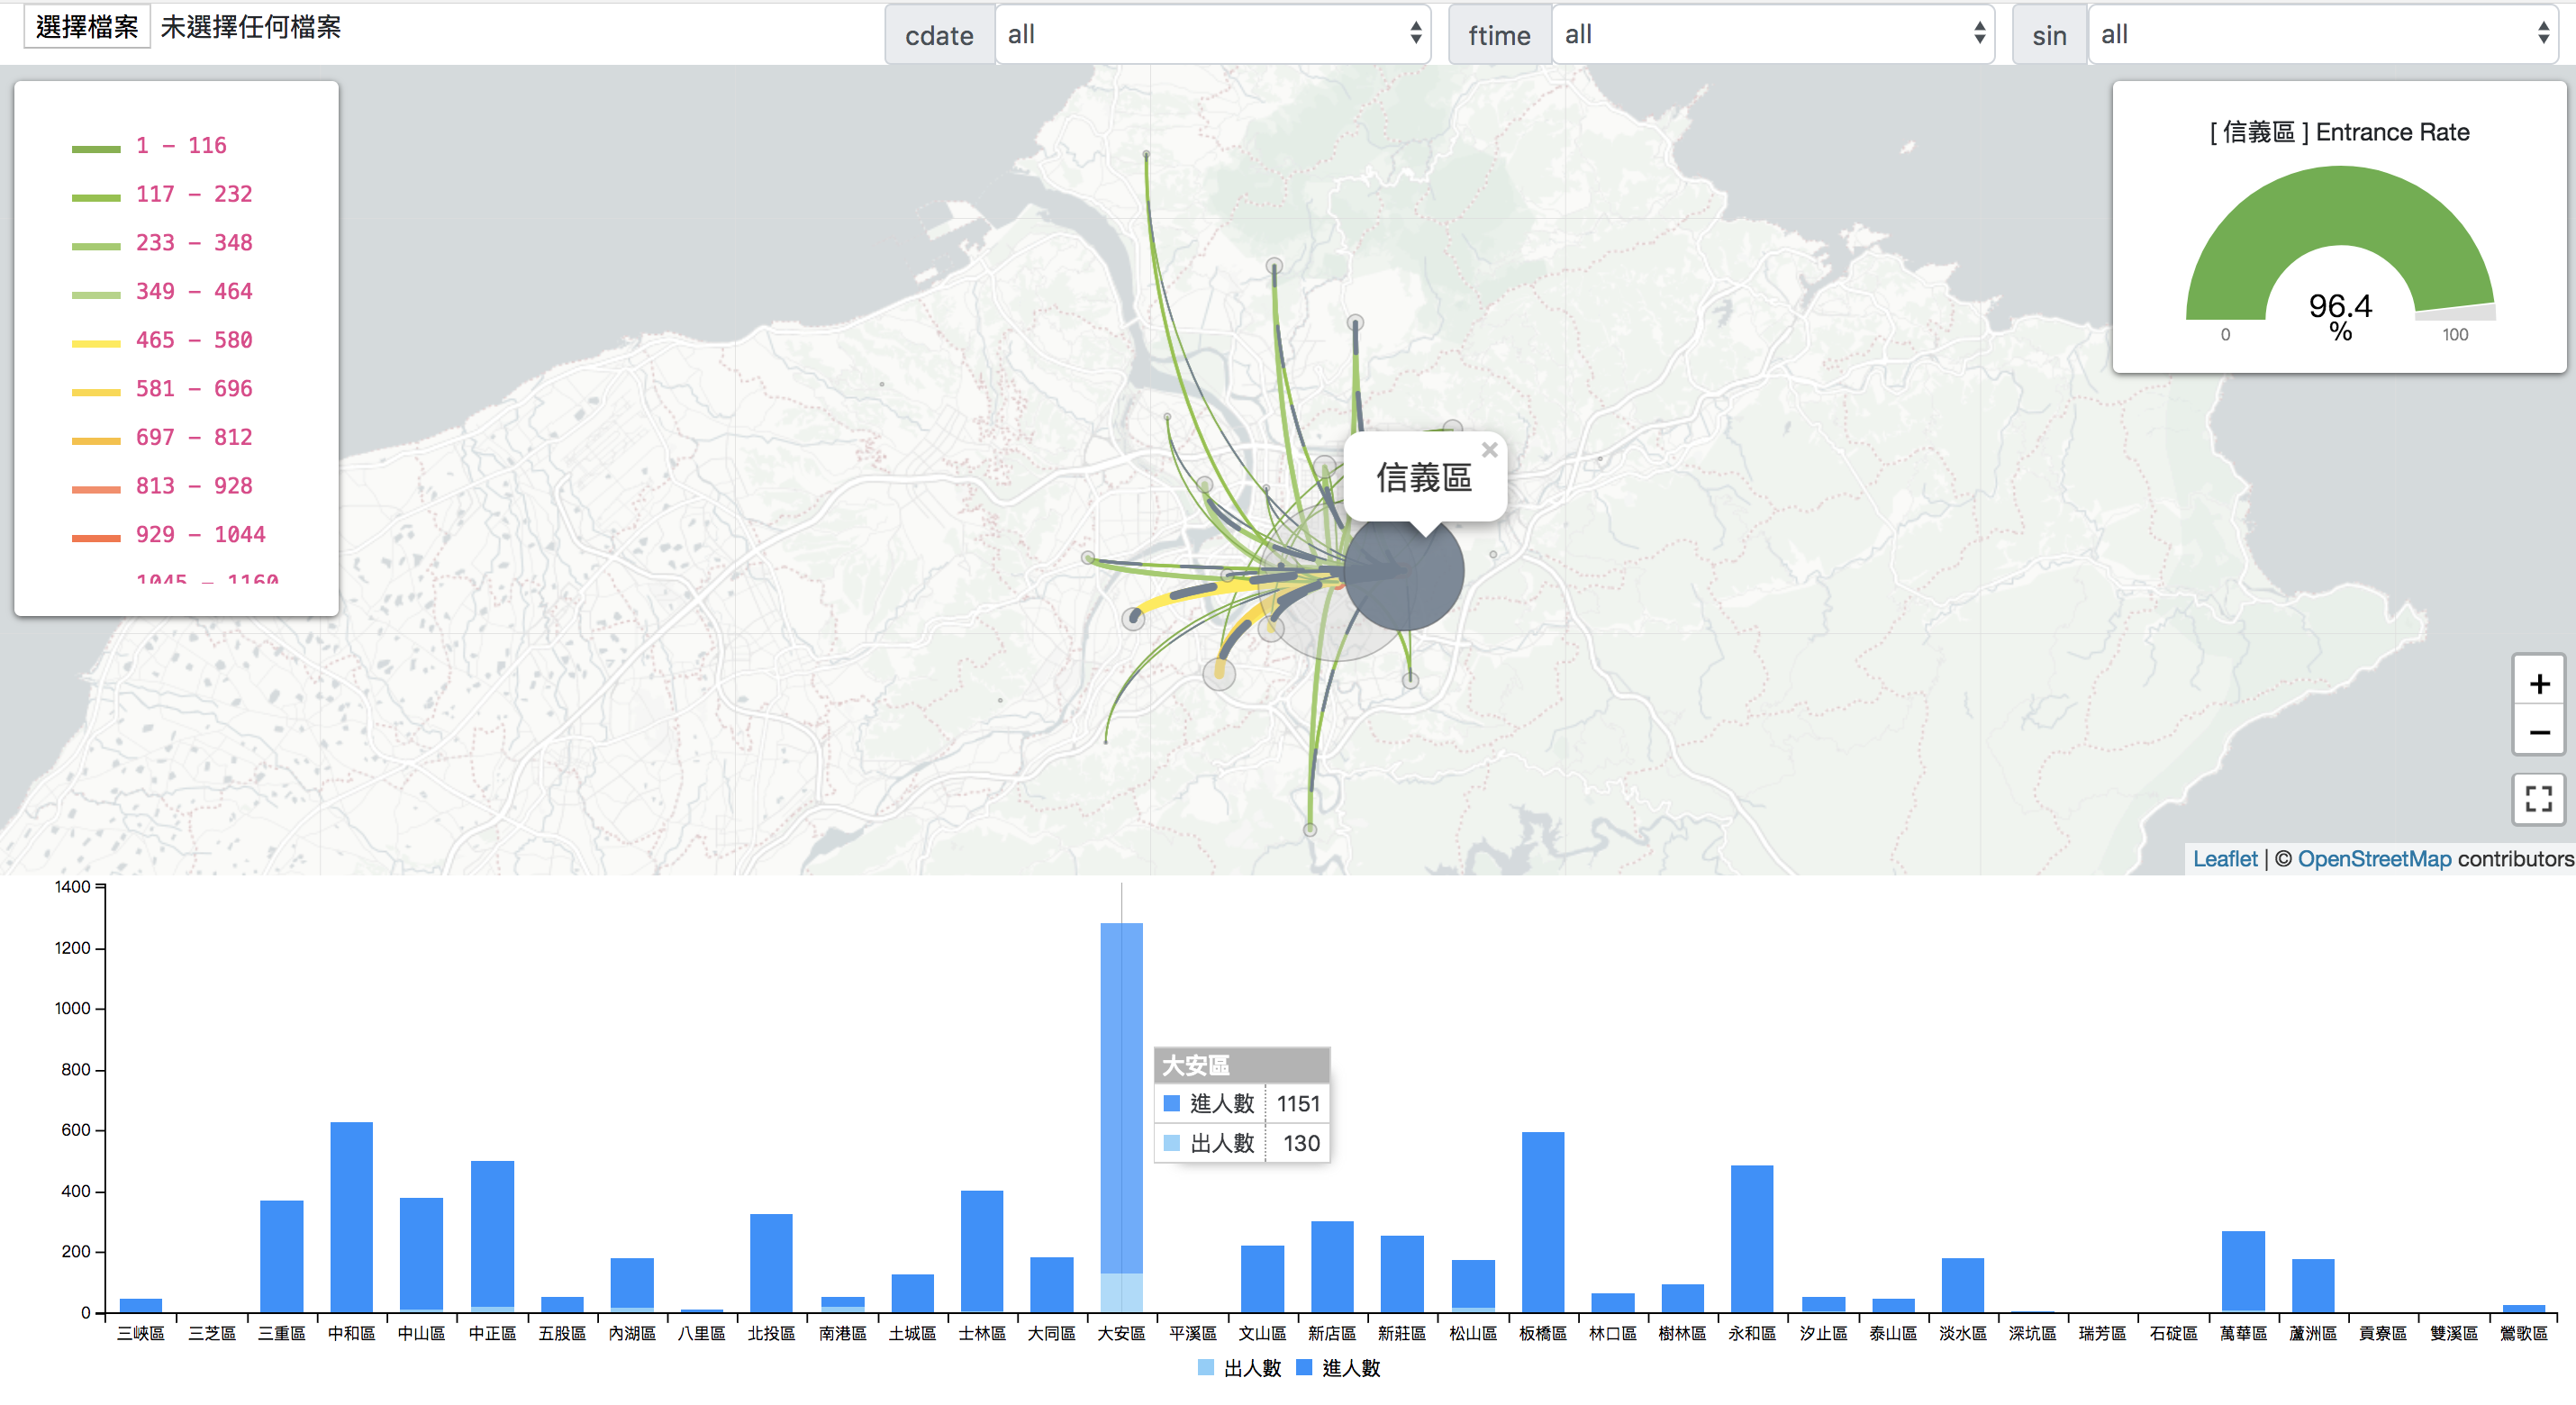 選擇檔案 未選擇任何檔案 cdate all ftime all sin all
1 – 116
117 – 232
233 – 348
349 – 464
465 – 580
581 – 696
697 – 812
813 – 928
929 – 1044
1045 – 1160
[ 信義區 ] Entrance Rate
96.4
%
0 100
信義區
×
+
−
Leaflet | © OpenStreetMap contributors
1400
1200
1000
800
600
400
200
0
大安區
進人數 1151
出人數 130
三峽區 三芝區 三重區 中和區 中山區 中正區 五股區 內湖區 八里區 北投區 南港區 土城區 士林區 大同區 大安區 平溪區 文山區 新店區 新莊區 松山區 板橋區 林口區 樹林區 永和區 汐止區 泰山區 淡水區 深坑區 瑞芳區 石碇區 萬華區 蘆洲區 貢寮區 雙溪區 鶯歌區
出人數 進人數